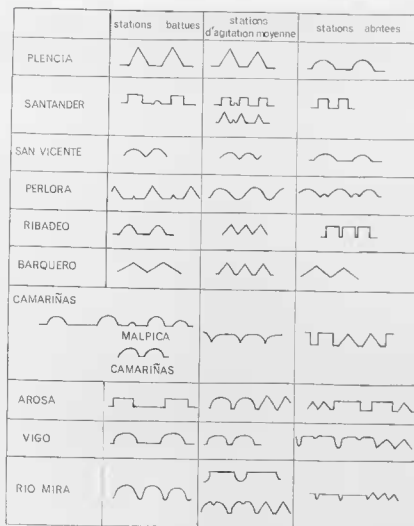 stations battues
stations
d'agitation moyenne
stations abritées
PLENCIA
SANTANDER
SAN VICENTE
PERLORA
RIBADEO
BARQUERO
CAMARIÑAS
MALPICA
CAMARIÑAS
AROSA
VIGO
RIO MIRA